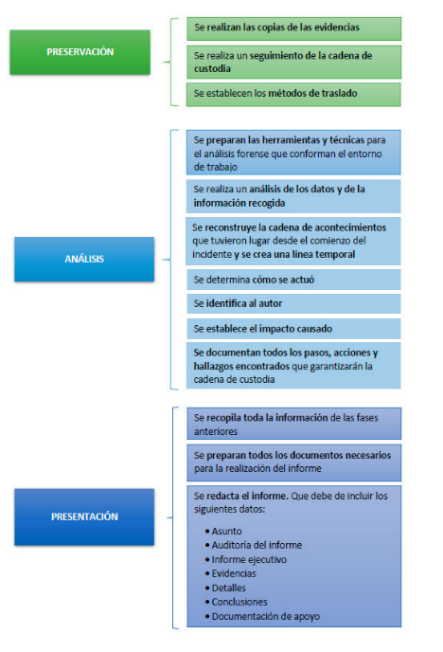 PRESERVACIÓN
Se realizan las copias de las evidencias
Se realiza un seguimiento de la cadena de
custodia
Se establecen los métodos de traslado
ANÁLISIS
Se preparan las herramientas y técnicas para
el análisis forense que conforman el entorno
de trabajo
Se realiza un análisis de los datos y de la
información recogida
Se reconstruye la cadena de acontecimientos
que tuvieron lugar desde el comienzo del
incidente y se crea una línea temporal
Se determina cómo se actuó
Se identifica al autor
Se establece el impacto causado
Se documentan todos los pasos, acciones y
hallazgos encontrados que garantizarán la
cadena de custodia
PRESENTACIÓN
Se recopila toda la información de las fases
anteriores
Se preparan todos los documentos necesarios
para la realización del informe
Se redacta el informe. Que debe de incluir los
siguientes datos:
• Asunto
• Auditoría del informe
• Informe ejecutivo
• Evidencias
• Detalles
• Conclusiones
• Documentación de apoyo